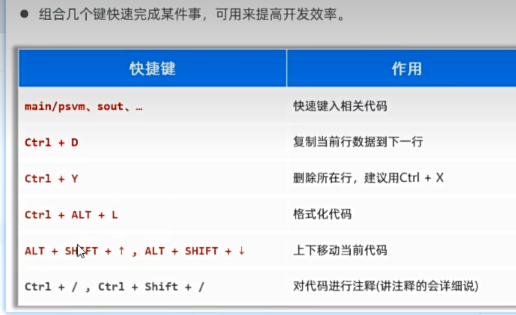 ● 组合几个键快速完成某件事，可用来提高开发效率。
快捷键 作用
main/psvm、sout、… 快速键入相关代码
Ctrl + D 复制当前行数据到下一行
Ctrl + Y 删除所在行，建议用Ctrl + X
Ctrl + ALT + L 格式化代码
ALT + SHIFT + ↑ , ALT + SHIFT + ↓ 上下移动当前代码
Ctrl + / , Ctrl + Shift + / 对代码进行注释(讲注释的会详细说)